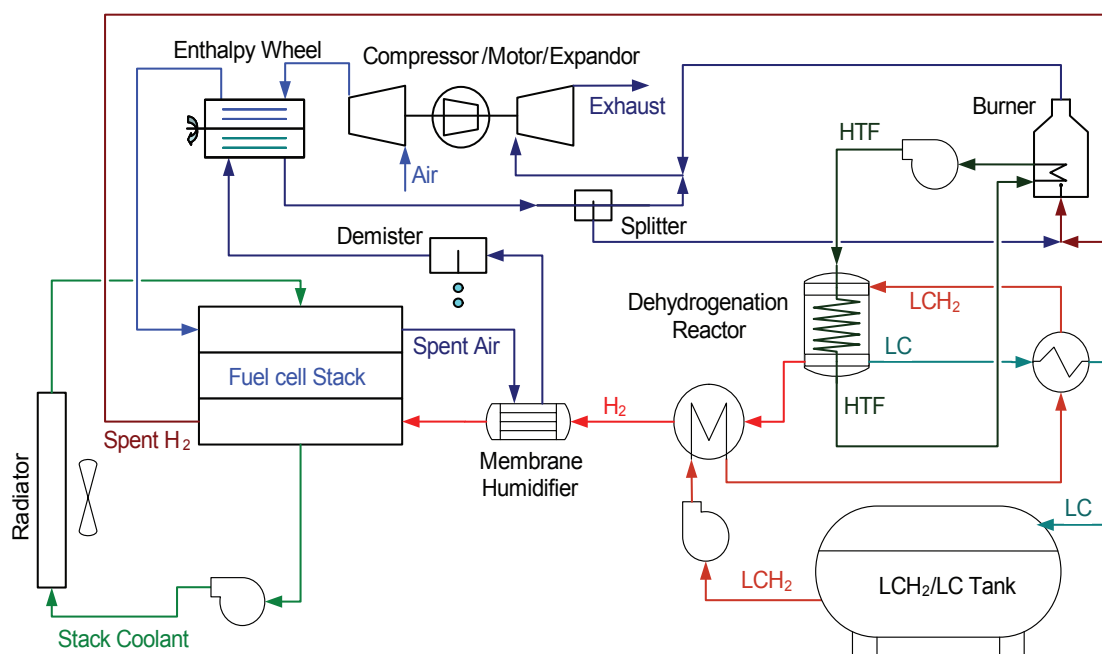 Enthalpy Wheel
Compressor/Motor/Expandor
Exhaust
Burner
HTF
Air
Splitter
Demister
Dehydrogenation
Reactor
LCH₂
Spent Air
LC
Fuel cell Stack
H₂
HTF
Spent H₂
Membrane
Humidifier
Radiator
LC
LCH₂
LCH₂/LC Tank
Stack Coolant